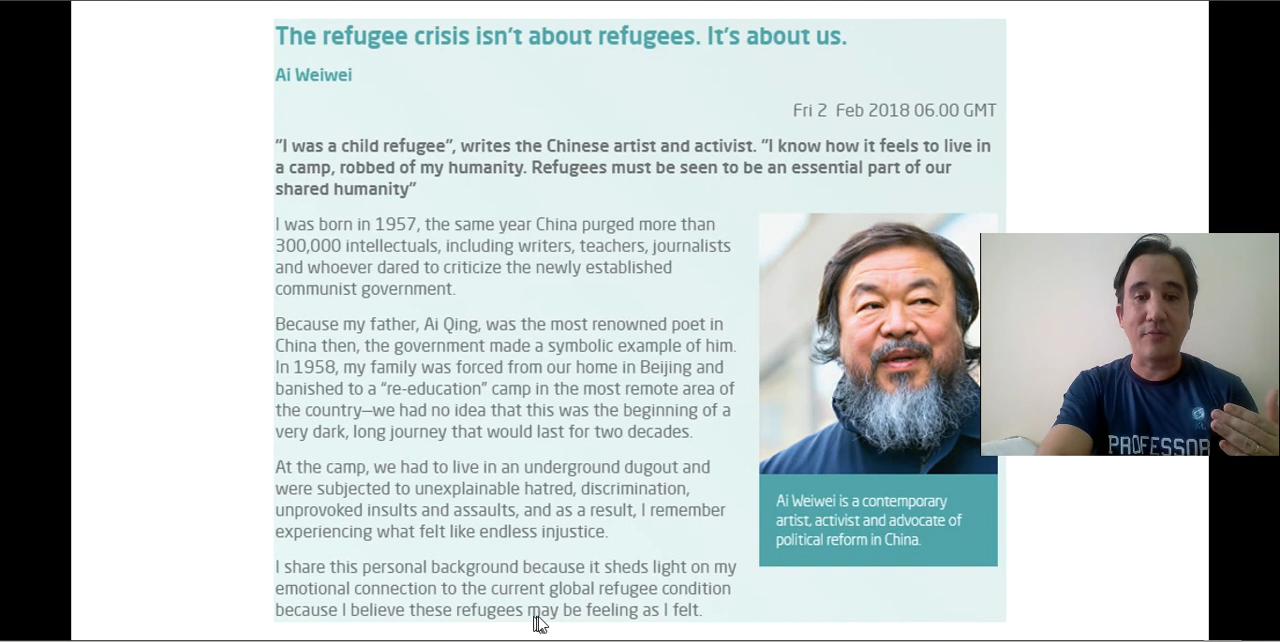 The refugee crisis isn't about refugees. It's about us.
Ai Weiwei
Fri 2 Feb 2018 06.00 GMT
"I was a child refugee", writes the Chinese artist and activist. "I know how it feels to live in
a camp, robbed of my humanity. Refugees must be seen to be an essential part of our
shared humanity"
I was born in 1957, the same year China purged more than
300,000 intellectuals, including writers, teachers, journalists
and whoever dared to criticize the newly established
communist government.
Because my father, Ai Qing, was the most renowned poet in
China then, the government made a symbolic example of him.
In 1958, my family was forced from our home in Beijing and
banished to a "re-education" camp in the most remote area of
the country—we had no idea that this was the beginning of a
very dark, long journey that would last for two decades.
At the camp, we had to live in an underground dugout and
were subjected to unexplainable hatred, discrimination,
unprovoked insults and assaults, and as a result, I remember
experiencing what felt like endless injustice.
I share this personal background because it sheds light on my
emotional connection to the current global refugee condition
because I believe these refugees may be feeling as I felt.
Ai Weiwei is a contemporary
artist, activist and advocate of
political reform in China.
PROFESSOR